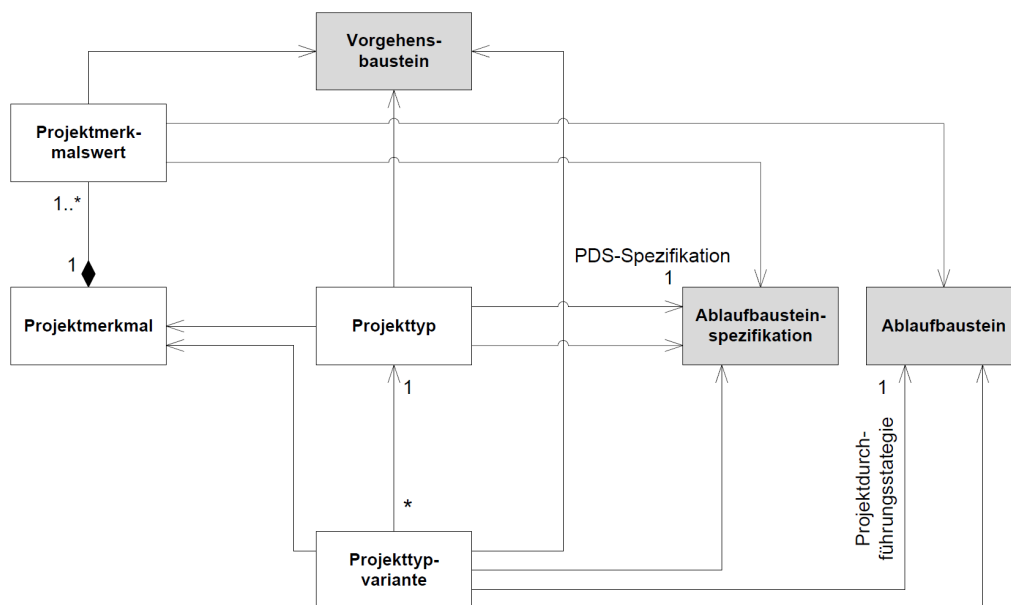 Vorgehens-
baustein
Projektmerk-
malswert
1..*
1
PDS-Spezifikation
1
Projektmerkmal
Projekttyp
Ablaufbaustein-
spezifikation
Ablaufbaustein
1
1
Projektdurch-
führungsstategie
*
Projekttyp-
variante